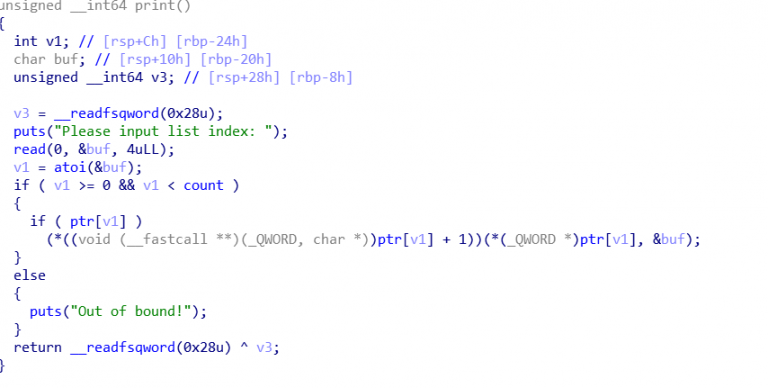 unsigned __int64 print()
{
  int v1; // [rsp+Ch] [rbp-24h]
  char buf; // [rsp+10h] [rbp-20h]
  unsigned __int64 v3; // [rsp+28h] [rbp-8h]

  v3 = __readfsqword(0x28u);
  puts("Please input list index: ");
  read(0, &buf, 4uLL);
  v1 = atoi(&buf);
  if ( v1 >= 0 && v1 < count )
  {
    if ( ptr[v1] )
      (*((void (__fastcall **)(_QWORD, char *))ptr[v1] + 1))(*(_QWORD *)ptr[v1], &buf);
  }
  else
  {
    puts("Out of bound!");
  }
  return __readfsqword(0x28u) ^ v3;
}